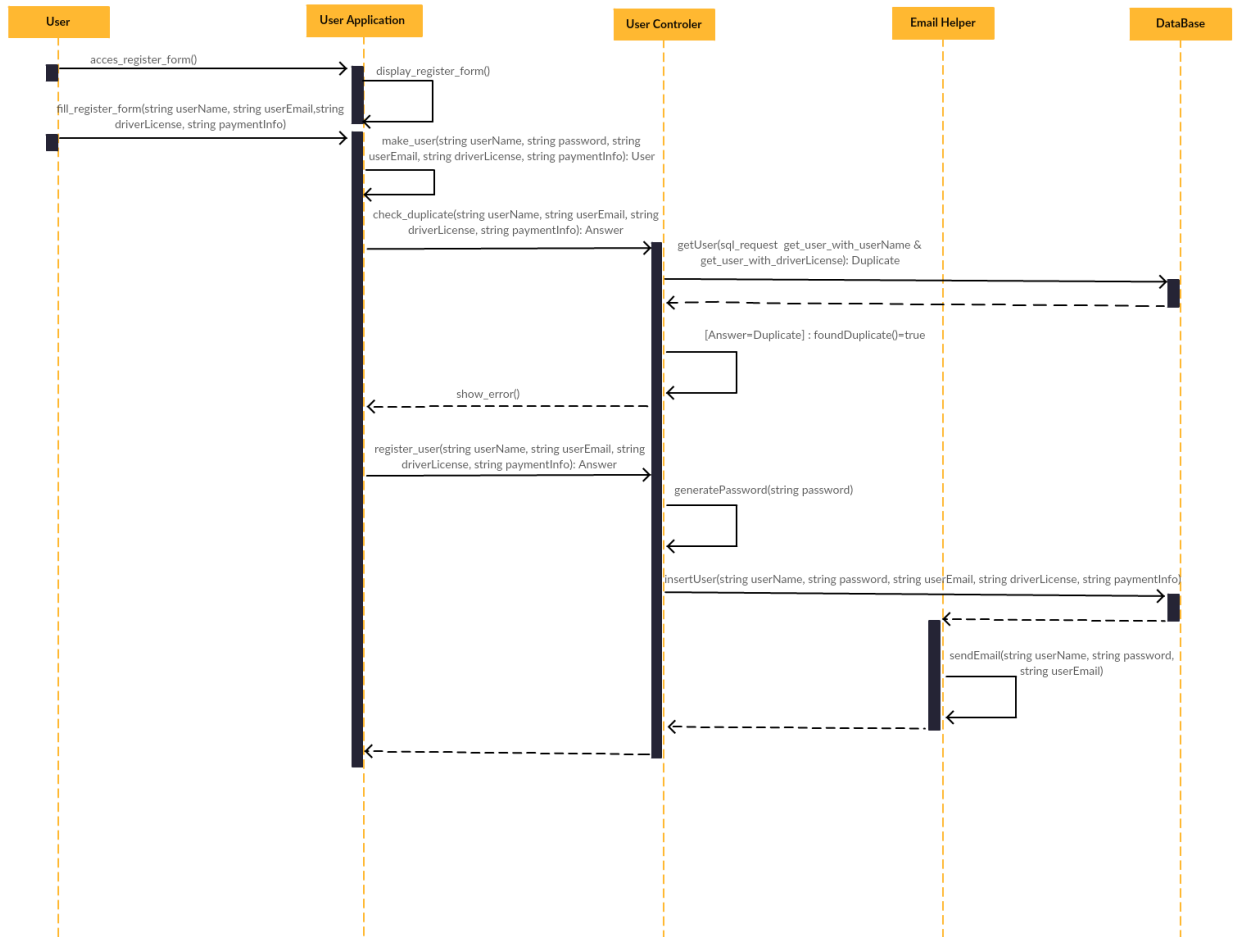 User
User Application
User Controler
Email Helper
DataBase
acces_register_form()
display_register_form()
fill_register_form(string userName, string userEmail,string
driverLicense, string paymentInfo)
make_user(string userName, string password, string
userEmail, string driverLicense, string paymentInfo): User
check_duplicate(string userName, string userEmail, string
driverLicense, string paymentInfo): Answer
getUser(sql_request  get_user_with_userName &
get_user_with_driverLicense): Duplicate
[Answer=Duplicate] : foundDuplicate()=true
show_error()
register_user(string userName, string userEmail, string
driverLicense, string paymentInfo): Answer
generatePassword(string password)
insertUser(string userName, string password, string userEmail, string driverLicense, string paymentInfo)
sendEmail(string userName, string password,
string userEmail)